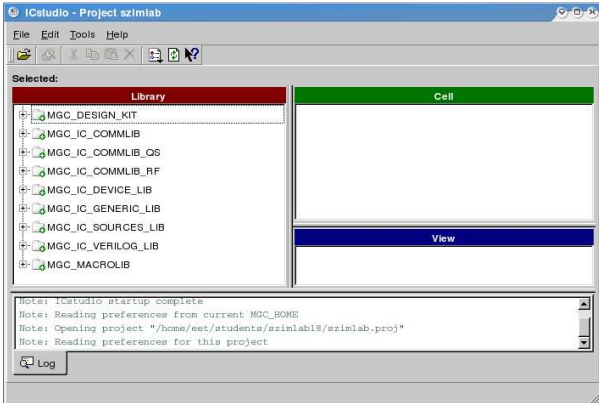 ICstudio - Project szimlab
File Edit Tools Help
Selected:
Library
MGC_DESIGN_KIT
MGC_IC_COMMLIB
MGC_IC_COMMLIB_QS
MGC_IC_COMMLIB_RF
MGC_IC_DEVICE_LIB
MGC_IC_GENERIC_LIB
MGC_IC_SOURCES_LIB
MGC_IC_VERILOG_LIB
MGC_MACROLIB
Cell
View
Note: ICstudio startup complete
Note: Reading preferences from current MGC_HOME
Note: Opening project "/home/eet/students/szimlab18/szimlab.proj"
Note: Reading preferences for this project
Log